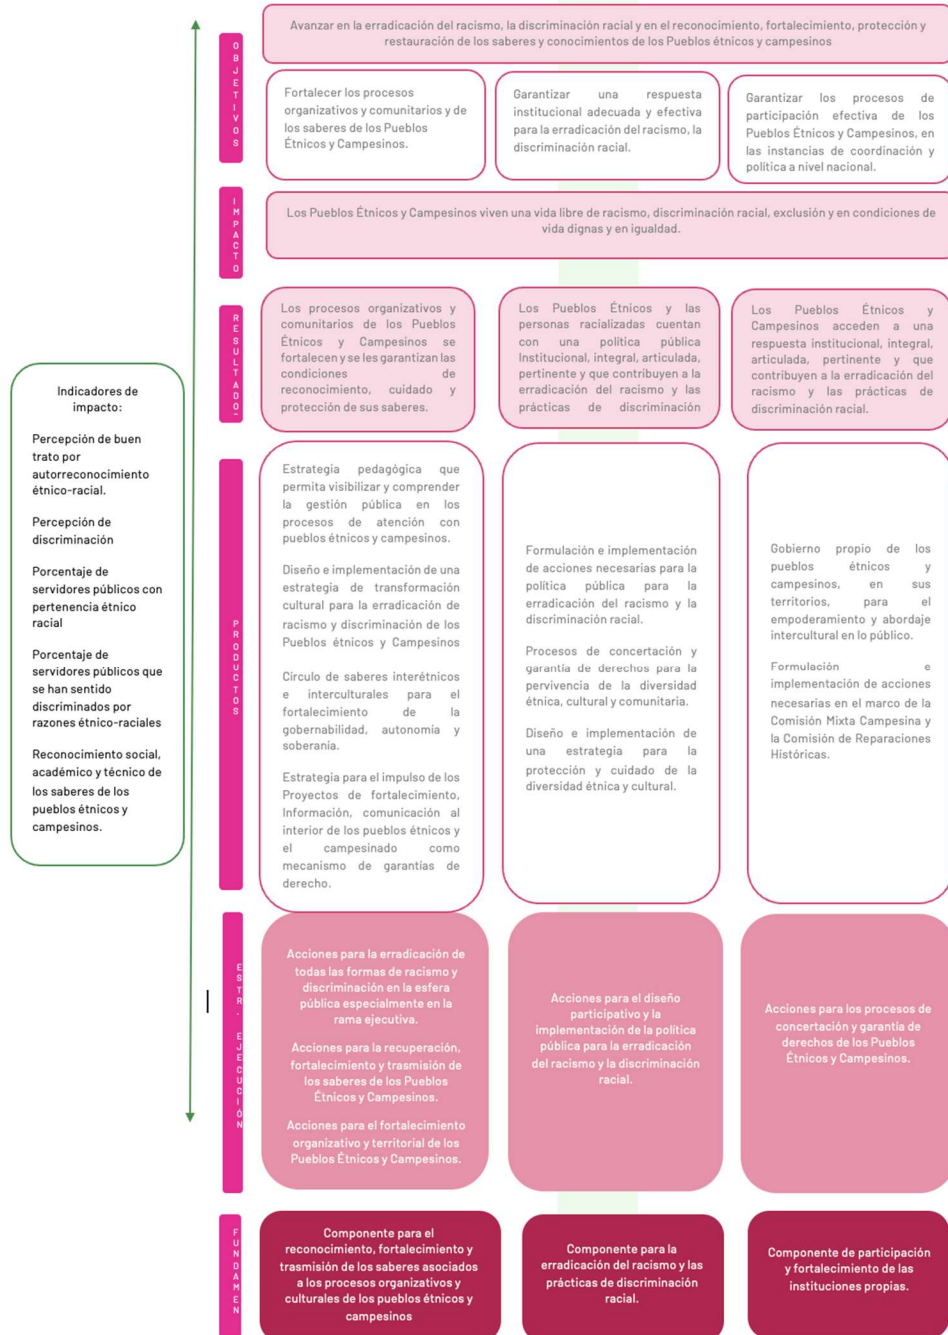 OBJETIVOS
Avanzar en la erradicación del racismo, la discriminación racial y en el reconocimiento, fortalecimiento, protección y
restauración de los saberes y conocimientos de los Pueblos étnicos y campesinos
Fortalecer los procesos
organizativos y comunitarios y de
los saberes de los Pueblos
Étnicos y Campesinos.
Garantizar una respuesta
institucional adecuada y efectiva
para la erradicación del racismo, la
discriminación racial.
Garantizar los procesos de
participación efectiva de los
Pueblos Étnicos y Campesinos, en
las instancias de coordinación y
política a nivel nacional.
IMPACTO
Los Pueblos Étnicos y Campesinos viven una vida libre de racismo, discriminación racial, exclusión y en condiciones de
vida dignas y en igualdad.
RESULTADO
Los procesos organizativos y
comunitarios de los Pueblos
Étnicos y Campesinos se
fortalecen y se les garantizan las
condiciones de
reconocimiento, cuidado y
protección de sus saberes.
Los Pueblos Étnicos y las
personas racializadas cuentan
con una política pública
Institucional, integral, articulada,
pertinente y que contribuyen a la
erradicación del racismo y las
prácticas de discriminación
Los Pueblos Étnicos y
Campesinos acceden a una
respuesta institucional, integral,
articulada, pertinente y que
contribuyen a la erradicación del
racismo y las prácticas de
discriminación racial.
Indicadores de
impacto:
Percepción de buen
trato por
autorreconocimiento
étnico-racial.
Percepción de
discriminación
Porcentaje de
servidores públicos con
pertenencia étnico
racial
Porcentaje de
servidores públicos que
se han sentido
discriminados por
razones étnico-raciales
Reconocimiento social,
académico y técnico de
los saberes de los
pueblos étnicos y
campesinos.
PRODUCTOS
Estrategia pedagógica que
permita visibilizar y comprender
la gestión pública en los
procesos de atención con
pueblos étnicos y campesinos.
Diseño e implementación de una
estrategia de transformación
cultural para la erradicación de
racismo y discriminación de los
Pueblos étnicos y Campesinos
Círculo de saberes interétnicos
e interculturales para el
fortalecimiento de la
gobernabilidad, autonomía y
soberanía.
Estrategia para el impulso de los
Proyectos de fortalecimiento,
Información, comunicación al
interior de los pueblos étnicos y
el campesinado como
mecanismo de garantías de
derecho.
Formulación e implementación
de acciones necesarias para la
política pública para la
erradicación del racismo y la
discriminación racial.
Procesos de concertación y
garantía de derechos para la
pervivencia de la diversidad
étnica, cultural y comunitaria.
Diseño e implementación de
una estrategia para la
protección y cuidado de la
diversidad étnica y cultural.
Gobierno propio de los
pueblos étnicos y
campesinos, en sus
territorios, para el
empoderamiento y abordaje
intercultural en lo público.
Formulación e
implementación de acciones
necesarias en el marco de la
Comisión Mixta Campesina y
la Comisión de Reparaciones
Históricas.
ESTR. EJECUCIÓN
Acciones para la erradicación de
todas las formas de racismo y
discriminación en la esfera
pública especialmente en la
rama ejecutiva.
Acciones para la recuperación,
fortalecimiento y trasmisión de
los saberes de los Pueblos
Étnicos y Campesinos.
Acciones para el fortalecimiento
organizativo y territorial de los
Pueblos Étnicos y Campesinos.
Acciones para el diseño
participativo y la
implementación de la política
pública para la erradicación
del racismo y la discriminación
racial.
Acciones para los procesos de
concertación y garantía de
derechos de los Pueblos
Étnicos y Campesinos.
FUNDAMEN
Componente para el
reconocimiento, fortalecimiento y
trasmisión de los saberes asociados
a los procesos organizativos y
culturales de los pueblos étnicos y
campesinos
Componente para la
erradicación del racismo y las
prácticas de discriminación
racial.
Componente de participación
y fortalecimiento de las
instituciones propias.